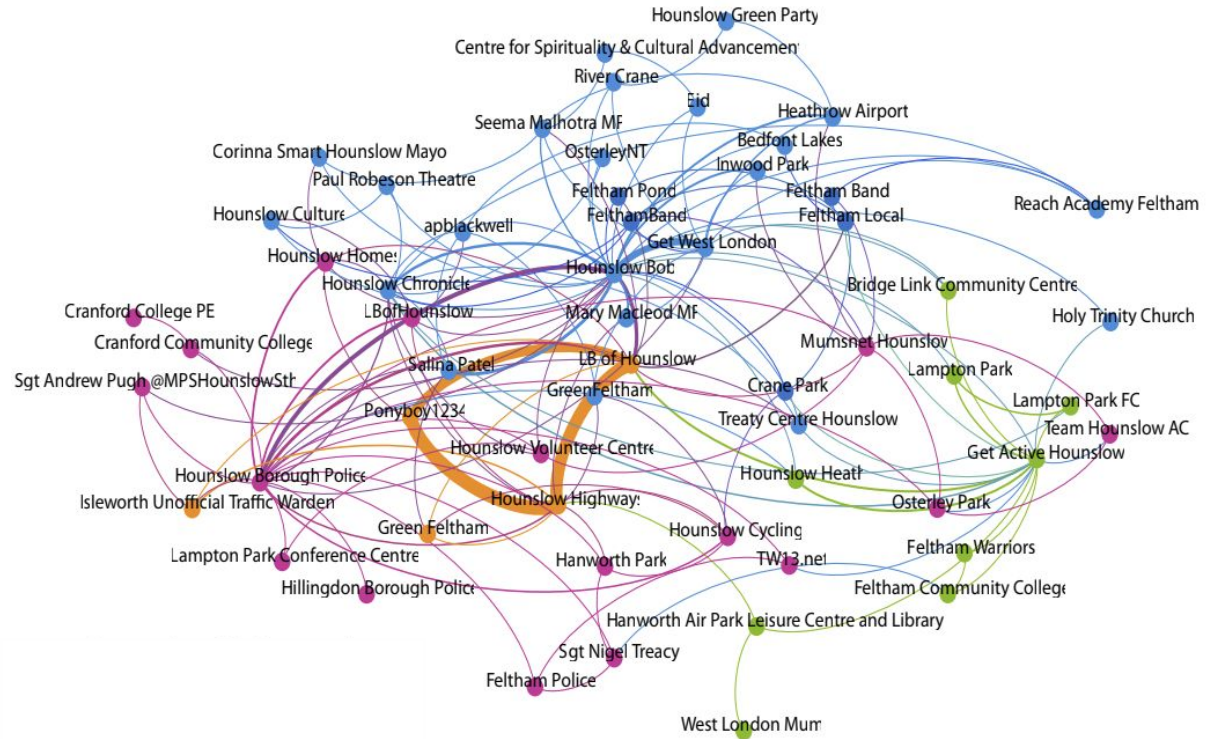 Hounslow Green Party
Centre for Spirituality & Cultural Advancemen
River Crane
Eid
Heathrow Airport
Seema Malhotra MF
Bedfont Lakes
Corinna Smart Hounslow Mayo
OsterleyNT
Inwood Park
Paul Robeson Theatre
Feltham Pond
Feltham Band
Reach Academy Feltham
Hounslow Culture
apblackwell
FelthamBand
Feltham Local
Get West London
Hounslow Homes
Hounslow Bob
Hounslow Chronicle
Bridge Link Community Centre
Cranford College PE
LBofHounslow
Mary Macleod MF
Holy Trinity Church
Cranford Community College
Mumsnet Hounslov
Salina Patel
LB of Hounslow
Lampton Park
Sgt Andrew Pugh @MPSHounslowSth
Crane Park
GreenFeltham
Lampton Park FC
Ponyboy1234
Treaty Centre Hounslow
Team Hounslow AC
Hounslow Volunteer Centre
Get Active Hounslow
Hounslow Borough Police
Hounslow Heath
Isleworth Unofficial Traffic Warden
Hounslow Highways
Osterley Park
Green Feltham
Hounslow Cycling
Lampton Park Conference Centre
Hanworth Park
TW13.net
Feltham Warriors
Hillingdon Borough Police
Feltham Community College
Hanworth Air Park Leisure Centre and Library
Sgt Nigel Treacy
Feltham Police
West London Mum